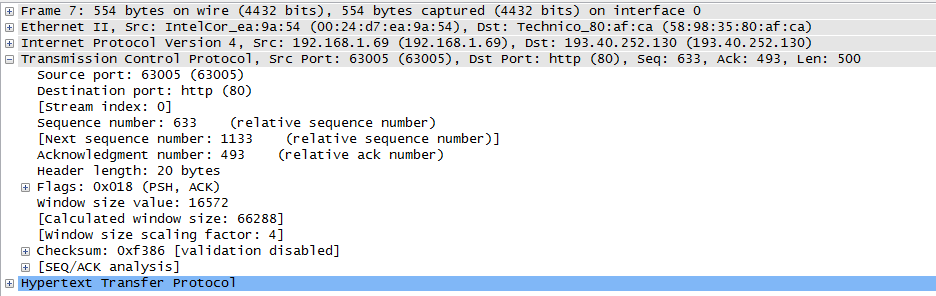 Frame 7: 554 bytes on wire (4432 bits), 554 bytes captured (4432 bits) on interface 0
Ethernet II, Src: IntelCor_ea:9a:54 (00:24:d7:ea:9a:54), Dst: Technico_80:af:ca (58:98:35:80:af:ca)
Internet Protocol Version 4, Src: 192.168.1.69 (192.168.1.69), Dst: 193.40.252.130 (193.40.252.130)
Transmission Control Protocol, Src Port: 63005 (63005), Dst Port: http (80), Seq: 633, Ack: 493, Len: 500
Source port: 63005 (63005)
Destination port: http (80)
[Stream index: 0]
Sequence number: 633    (relative sequence number)
[Next sequence number: 1133    (relative sequence number)]
Acknowledgment number: 493    (relative ack number)
Header length: 20 bytes
Flags: 0x018 (PSH, ACK)
Window size value: 16572
[Calculated window size: 66288]
[Window size scaling factor: 4]
Checksum: 0xf386 [validation disabled]
[SEQ/ACK analysis]
Hypertext Transfer Protocol